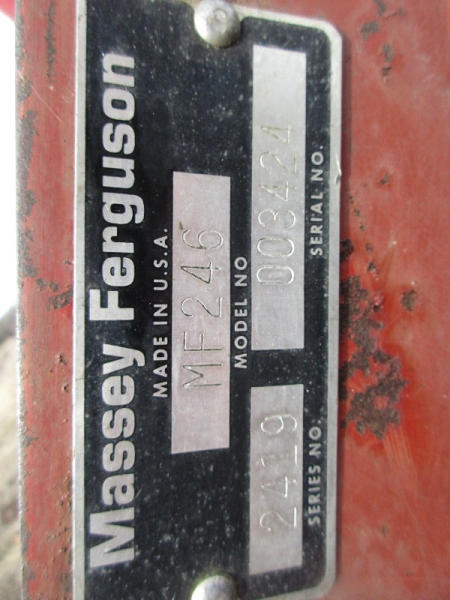 Massey Ferguson
MADE IN U.S.A.
MF246
MODEL NO
2419 003424
SERIES NO. SERIAL NO.